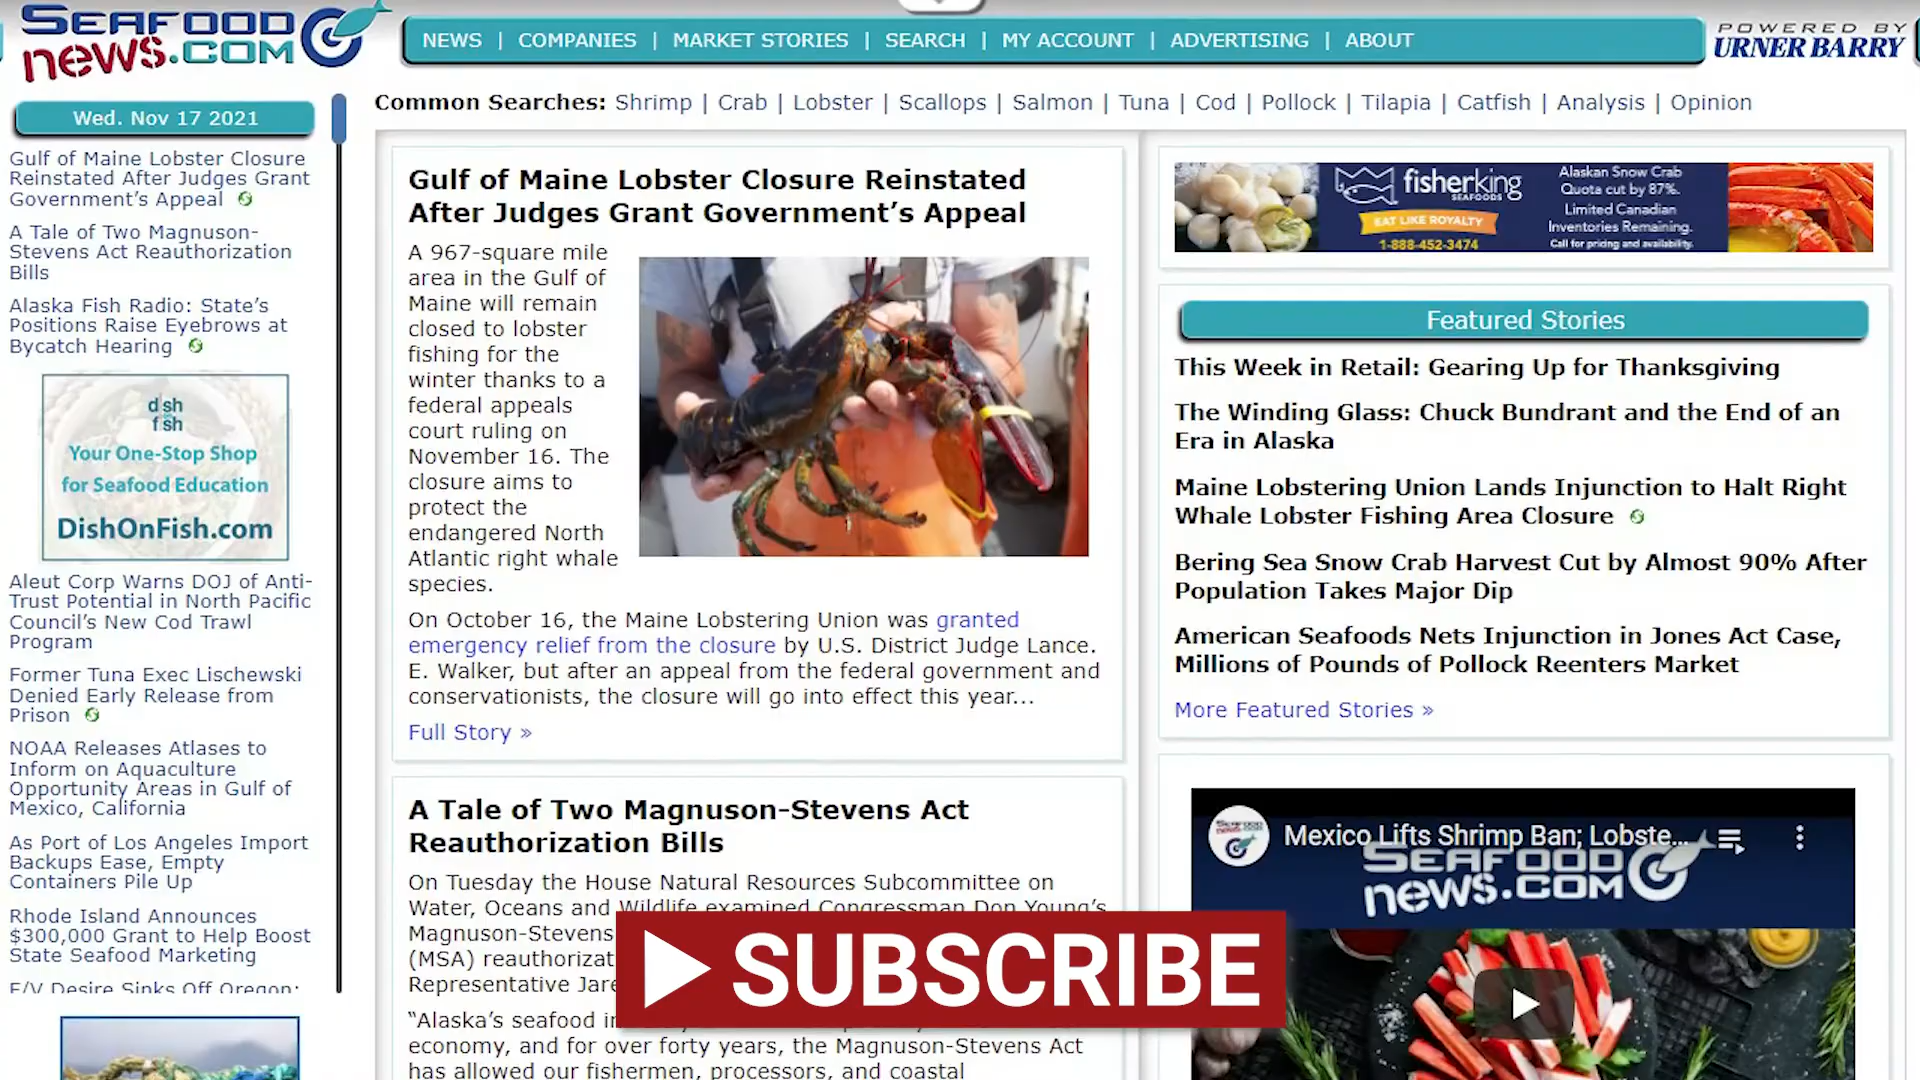 SEAFOOD
news.COM
NEWS | COMPANIES | MARKET STORIES | SEARCH | MY ACCOUNT | ADVERTISING | ABOUT
POWERED BY
URNER BARRY
Common Searches: Shrimp | Crab | Lobster | Scallops | Salmon | Tuna | Cod | Pollock | Tilapia | Catfish | Analysis | Opinion
Wed. Nov 17 2021
Gulf of Maine Lobster Closure
Reinstated After Judges Grant
Government's Appeal
A Tale of Two Magnuson-
Stevens Act Reauthorization
Bills
Alaska Fish Radio: State's
Positions Raise Eyebrows at
Bycatch Hearing
dish
on
fish
Your One-Stop Shop
for Seafood Education
DishOnFish.com
Aleut Corp Warns DOJ of Anti-
Trust Potential in North Pacific
Council's New Cod Trawl
Program
Former Tuna Exec Lischewski
Denied Early Release from
Prison
NOAA Releases Atlases to
Inform on Aquaculture
Opportunity Areas in Gulf of
Mexico, California
As Port of Los Angeles Import
Backups Ease, Empty
Containers Pile Up
Rhode Island Announces
$300,000 Grant to Help Boost
State Seafood Marketing
F/V Desire Sinks Off Oregon;
Gulf of Maine Lobster Closure Reinstated
After Judges Grant Government's Appeal
A 967-square mile
area in the Gulf of
Maine will remain
closed to lobster
fishing for the
winter thanks to a
federal appeals
court ruling on
November 16. The
closure aims to
protect the
endangered North
Atlantic right whale
species.
On October 16, the Maine Lobstering Union was granted
emergency relief from the closure by U.S. District Judge Lance.
E. Walker, but after an appeal from the federal government and
conservationists, the closure will go into effect this year...
Full Story »
A Tale of Two Magnuson-Stevens Act
Reauthorization Bills
On Tuesday the House Natural Resources Subcommittee on
Water, Oceans and Wildlife examined Congressman Don Young's
Magnuson-Stevens
(MSA) reauthorizat
Representative Jare
"Alaska's seafood in
economy, and for over forty years, the Magnuson-Stevens Act
has allowed our fishermen, processors, and coastal
fisherking
SEAFOODS
EAT LIKE ROYALTY
1-888-452-3474
Alaskan Snow Crab
Quota cut by 87%.
Limited Canadian
Inventories Remaining.
Call for pricing and availability.
Featured Stories
This Week in Retail: Gearing Up for Thanksgiving
The Winding Glass: Chuck Bundrant and the End of an
Era in Alaska
Maine Lobstering Union Lands Injunction to Halt Right
Whale Lobster Fishing Area Closure
Bering Sea Snow Crab Harvest Cut by Almost 90% After
Population Takes Major Dip
American Seafoods Nets Injunction in Jones Act Case,
Millions of Pounds of Pollock Reenters Market
More Featured Stories »
Mexico Lifts Shrimp Ban; Lobste...
SEAFOOD
news.COM
SUBSCRIBE